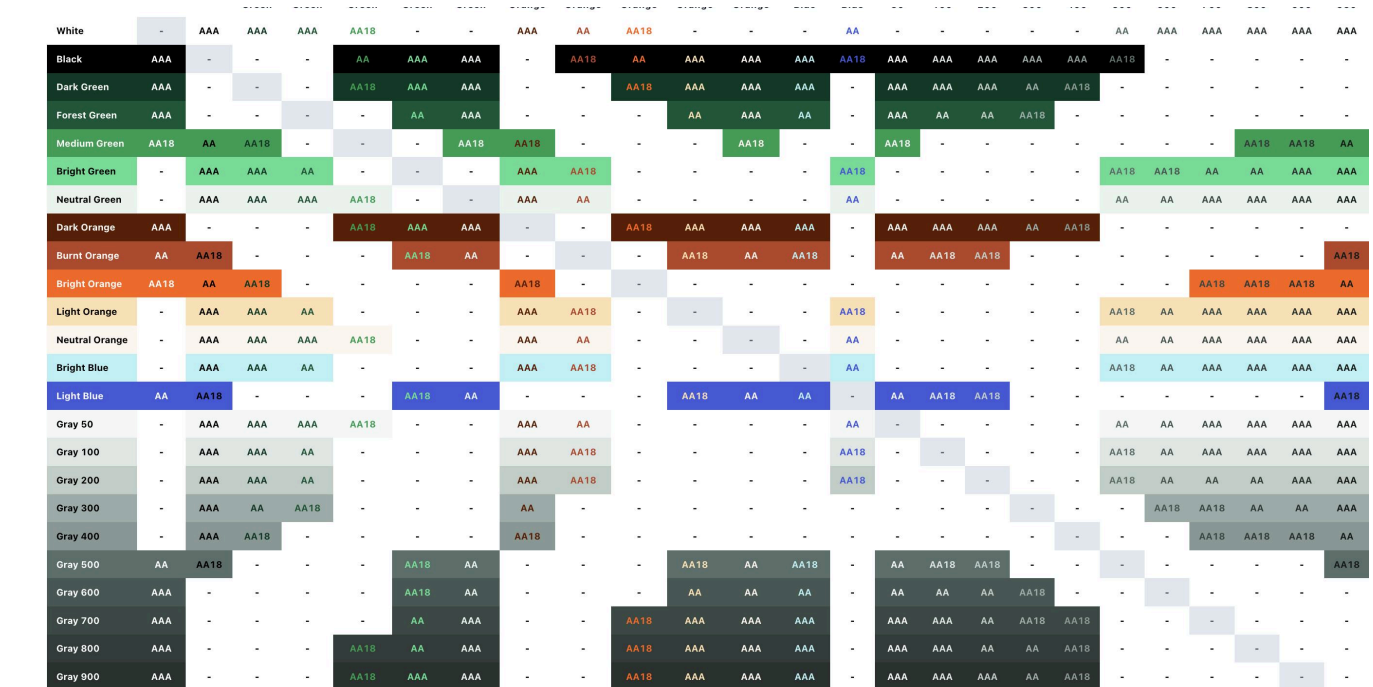 White - AAA AAA AAA AA18 - - AAA AA AA18 - - - AA - - - - - AA AAA AAA AAA AAA AAA
Black AAA - - - AA AAA AAA - AA18 AA AAA AAA AAA AA18 AAA AAA AAA AAA AAA AA18 - - - - -
Dark Green AAA - - - AA18 AAA AAA - - AA18 AAA AAA AAA - AAA AAA AAA AA AA18 - - - - - -
Forest Green AAA - - - - AA AAA - - - AA AAA AA - AAA AA AA AA18 - - - - - - -
Medium Green AA18 AA AA18 - - - AA18 AA18 - - - AA18 - - AA18 - - - - - - - AA18 AA18 AA
Bright Green - AAA AAA AA - - - AAA AA18 - - - - AA18 - - - - - AA18 AA18 AA AA AAA AAA
Neutral Green - AAA AAA AAA AA18 - - AAA AA - - - - AA - - - - - AA AA AAA AAA AAA AAA
Dark Orange AAA - - - AA18 AAA AAA - - AA18 AAA AAA AAA - AAA AAA AAA AA AA18 - - - - - -
Burnt Orange AA AA18 - - - AA18 AA - - - AA18 AA AA18 - AA AA18 AA18 - - - - - - - AA18
Bright Orange AA18 AA AA18 - - - - AA18 - - - - - - - - - - - - - AA18 AA18 AA18 AA
Light Orange - AAA AAA AA - - - AAA AA18 - - - - AA18 - - - - - AA18 AA AAA AAA AAA AAA
Neutral Orange - AAA AAA AAA AA18 - - AAA AA - - - - AA - - - - - AA AA AAA AAA AAA AAA
Bright Blue - AAA AAA AA - - - AAA AA18 - - - - AA - - - - - AA18 AA AAA AAA AAA AAA
Light Blue AA AA18 - - - AA18 AA - - - AA18 AA AA - AA AA18 AA18 - - - - - - - AA18
Gray 50 - AAA AAA AAA AA18 - - AAA AA - - - - AA - - - - - AA AA AAA AAA AAA AAA
Gray 100 - AAA AAA AA - - - AAA AA18 - - - - AA18 - - - - - AA18 AA AAA AAA AAA AAA
Gray 200 - AAA AAA AA - - - AAA AA18 - - - - AA18 - - - - - AA18 AA AA AA AAA AAA
Gray 300 - AAA AA AA18 - - - AA - - - - - - - - - - - - AA18 AA18 AA AA AAA
Gray 400 - AAA AA18 - - - - AA18 - - - - - - - - - - - - - AA18 AA18 AA18 AA
Gray 500 AA AA18 - - - AA18 AA - - - AA18 AA AA18 - AA AA18 AA18 - - - - - - - AA18
Gray 600 AAA - - - - AA18 AA - - - AA AA AA - AA AA AA AA18 - - - - - - -
Gray 700 AAA - - - - AA AAA - - AA18 AAA AAA AAA - AAA AAA AA AA18 AA18 - - - - - -
Gray 800 AAA - - - AA18 AA AAA - - AA18 AAA AAA AAA - AAA AAA AA AA AA18 - - - - - -
Gray 900 AAA - - - AA18 AAA AAA - - AA18 AAA AAA AAA - AAA AAA AAA AA AA18 - - - - - -